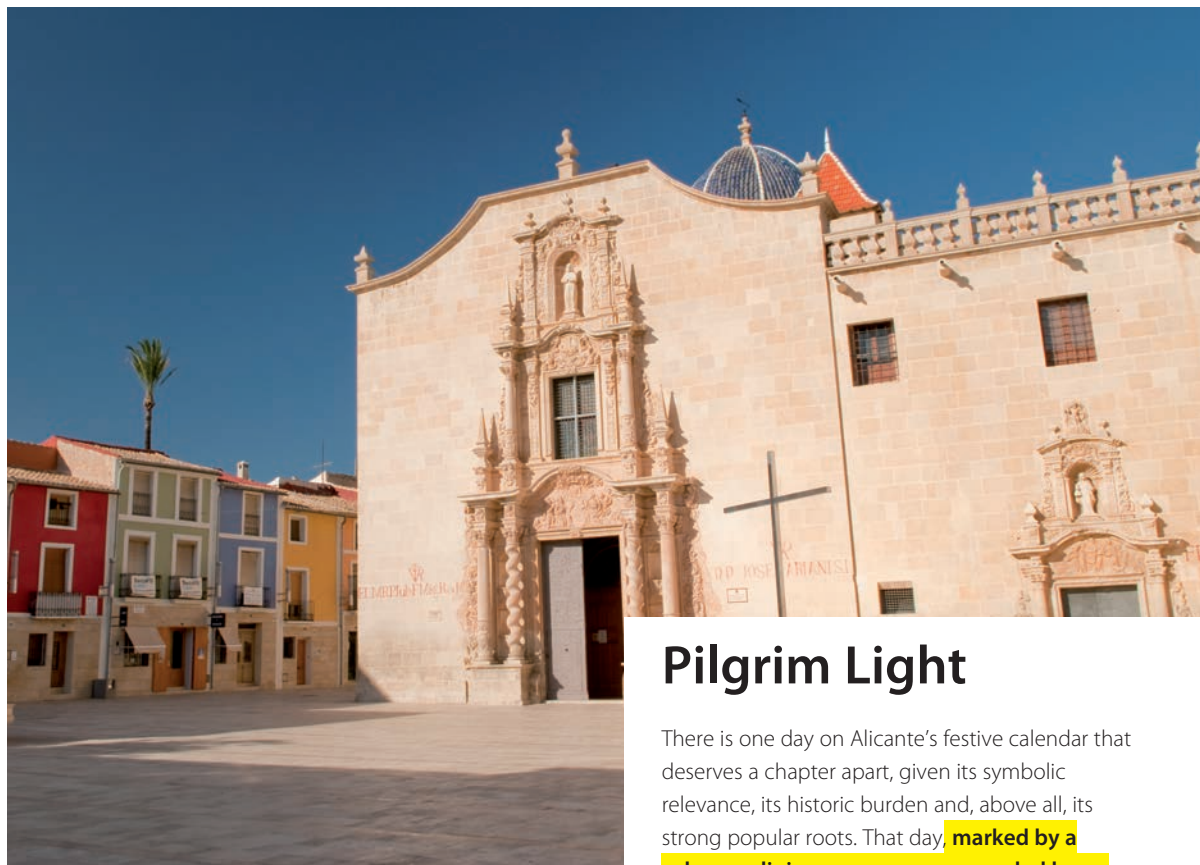 Pilgrim Light
There is one day on Alicante’s festive calendar that
deserves a chapter apart, given its symbolic
relevance, its historic burden and, above all, its
strong popular roots. That day, marked by a